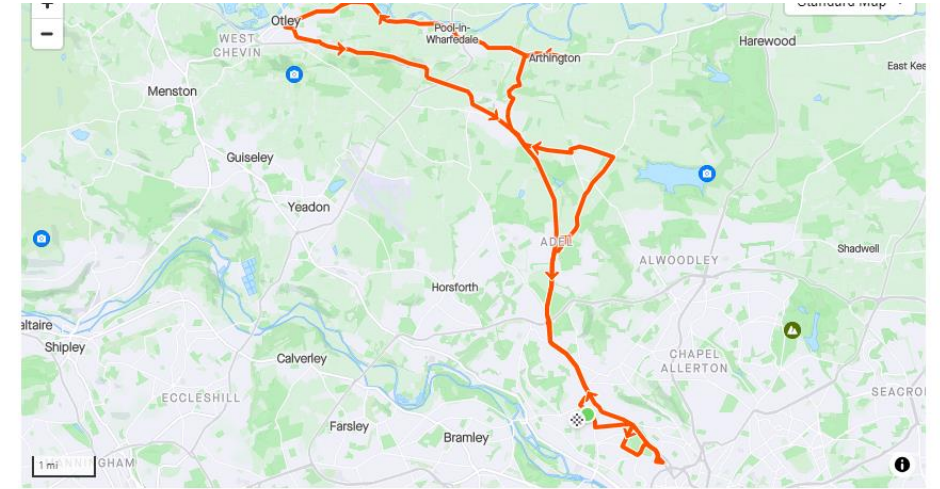 +
Standard Map
Otley
Pool-in-
Wharfedale
WEST
CHEVIN
Harewood
Arthington
East Kes
−
Menston
Guiseley
Yeadon
ADEL
Shadwell
ALWOODLEY
Horsforth
altaire
Shipley
Calverley
CHAPEL
ALLERTON
ECCLESHILL
SEACRO
Farsley
Bramley
1 mi
NNINGHAM
i